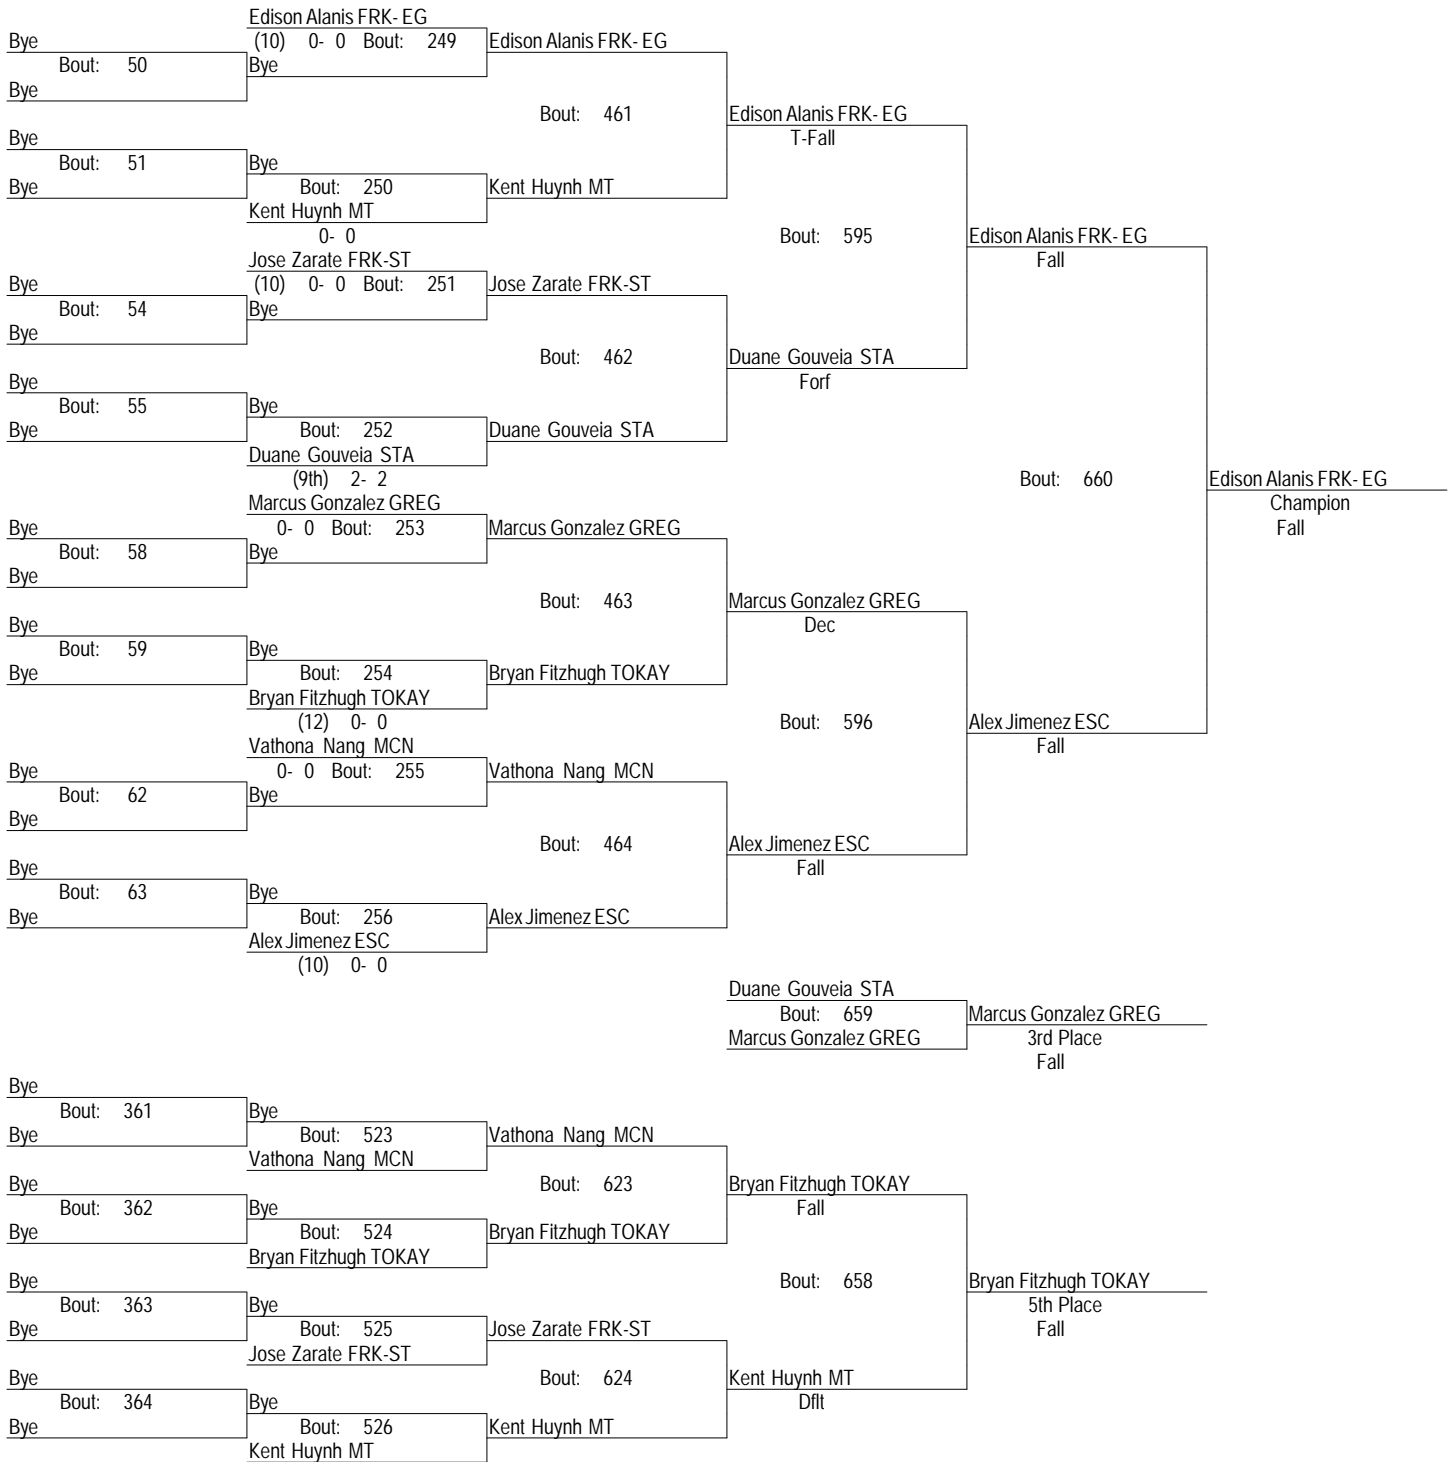 Edison Alanis FRK- EG
Bye (10) 0- 0 Bout: 249 Edison Alanis FRK- EG
Bout: 50 Bye
Bye
Bout: 461 Edison Alanis FRK- EG
Bye T-Fall
Bout: 51 Bye
Bye Bout: 250 Kent Huynh MT
Kent Huynh MT
0- 0 Bout: 595 Edison Alanis FRK- EG
Jose Zarate FRK-ST Fall
Bye (10) 0- 0 Bout: 251 Jose Zarate FRK-ST
Bout: 54 Bye
Bye
Bout: 462 Duane Gouveia STA
Bye Forf
Bout: 55 Bye
Bye Bout: 252 Duane Gouveia STA
Duane Gouveia STA
(9th) 2- 2 Bout: 660 Edison Alanis FRK- EG
Marcus Gonzalez GREG Champion
Bye 0- 0 Bout: 253 Marcus Gonzalez GREG Fall
Bout: 58 Bye
Bye
Bout: 463 Marcus Gonzalez GREG
Bye Dec
Bout: 59 Bye
Bye Bout: 254 Bryan Fitzhugh TOKAY
Bryan Fitzhugh TOKAY
(12) 0- 0 Bout: 596 Alex Jimenez ESC
Vathona Nang MCN Fall
Bye 0- 0 Bout: 255 Vathona Nang MCN
Bout: 62 Bye
Bye
Bout: 464 Alex Jimenez ESC
Bye Fall
Bout: 63 Bye
Bye Bout: 256 Alex Jimenez ESC
Alex Jimenez ESC
(10) 0- 0
Duane Gouveia STA
Bout: 659 Marcus Gonzalez GREG
Marcus Gonzalez GREG 3rd Place
Fall
Bye
Bout: 361 Bye
Bye Bout: 523 Vathona Nang MCN
Vathona Nang MCN
Bye Bout: 623 Bryan Fitzhugh TOKAY
Bout: 362 Bye Fall
Bye Bout: 524 Bryan Fitzhugh TOKAY
Bryan Fitzhugh TOKAY
Bye Bout: 658 Bryan Fitzhugh TOKAY
Bout: 363 Bye 5th Place
Bye Bout: 525 Jose Zarate FRK-ST Fall
Jose Zarate FRK-ST
Bye Bout: 624 Kent Huynh MT
Bout: 364 Bye Dflt
Bye Bout: 526 Kent Huynh MT
Kent Huynh MT